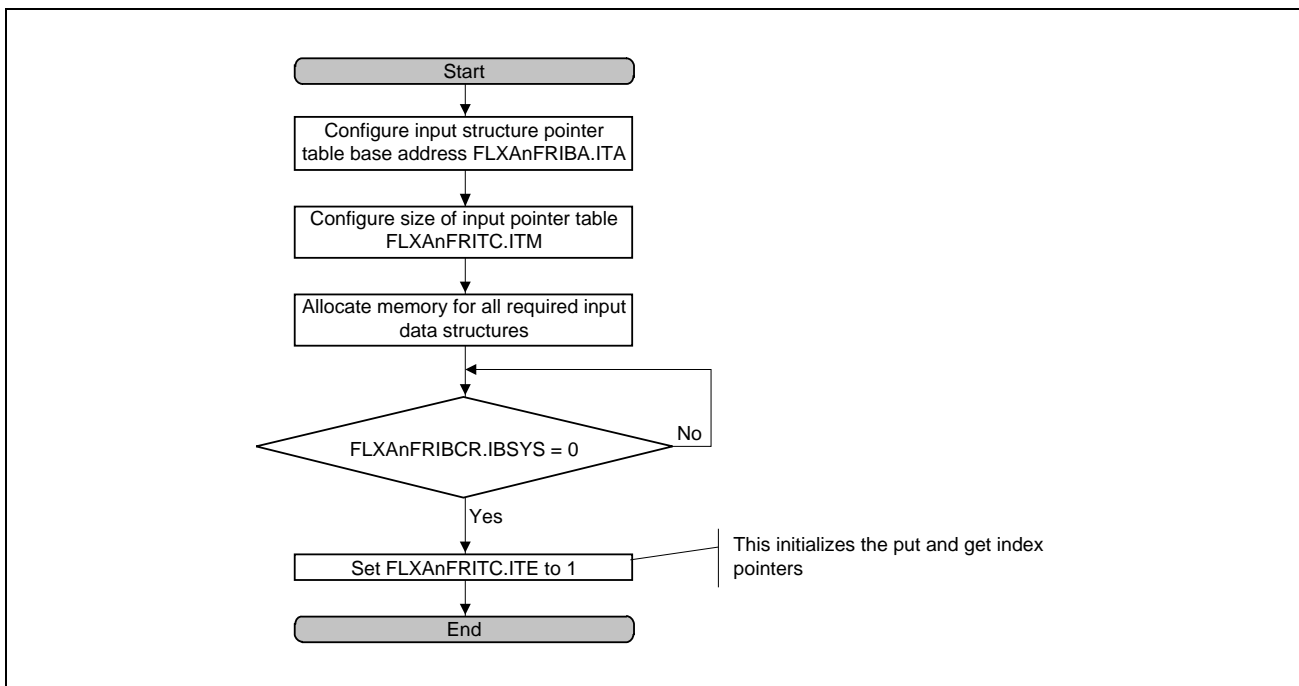 Start
Configure input structure pointer
table base address FLXAnFRIBA.ITA
Configure size of input pointer table
FLXAnFRITC.ITM
Allocate memory for all required input
data structures
FLXAnFRIBCR.IBSYS = 0
No
Yes
Set FLXAnFRITC.ITE to 1
This initializes the put and get index
pointers
End